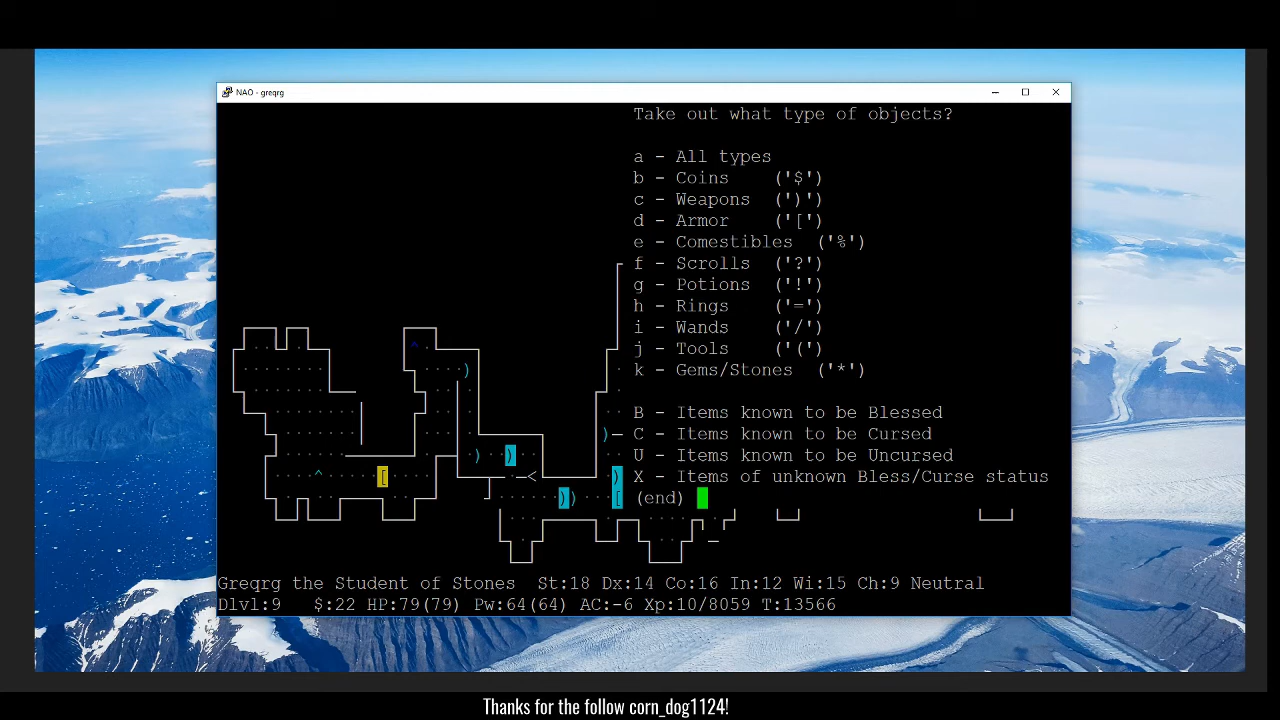 NAO - greqrg
Take out what type of objects?
a - All types
b - Coins ('$')
c - Weapons (')')
d - Armor ('[')
e - Comestibles ('%')
f - Scrolls ('?')
g - Potions ('!')
h - Rings ('=')
i - Wands ('/')
j - Tools ('(')
k - Gems/Stones ('*')
B - Items known to be Blessed
C - Items known to be Cursed
U - Items known to be Uncursed
X - Items of unknown Bless/Curse status
(end)
Greqrg the Student of Stones St:18 Dx:14 Co:16 In:12 Wi:15 Ch:9 Neutral
Dlvl:9 $:22 HP:79(79) Pw:64(64) AC:-6 Xp:10/8059 T:13566
Thanks for the follow corn_dog1124!